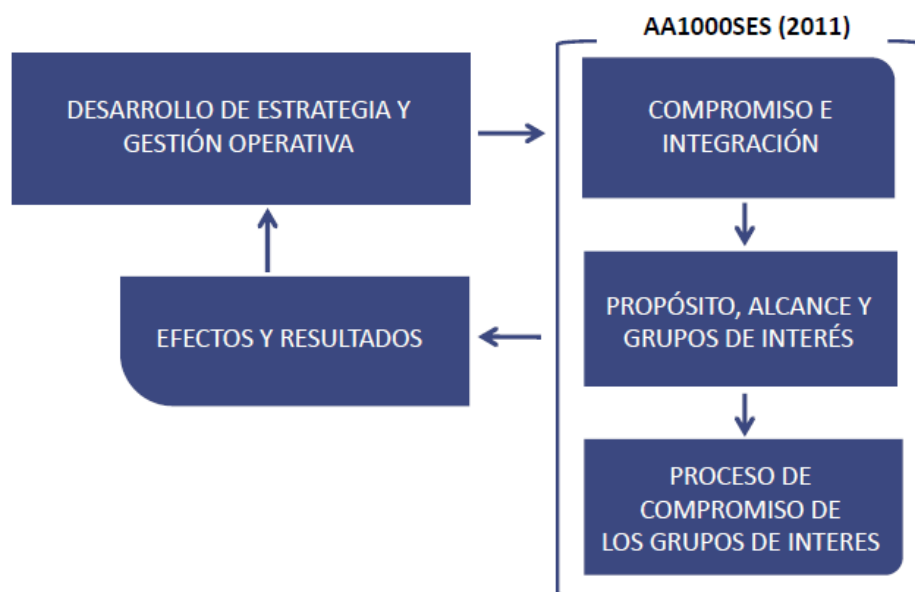 AA1000SES (2011)
DESARROLLO DE ESTRATEGIA Y
GESTIÓN OPERATIVA
COMPROMISO E
INTEGRACIÓN
EFECTOS Y RESULTADOS
PROPÓSITO, ALCANCE Y
GRUPOS DE INTERÉS
PROCESO DE
COMPROMISO DE
LOS GRUPOS DE INTERES